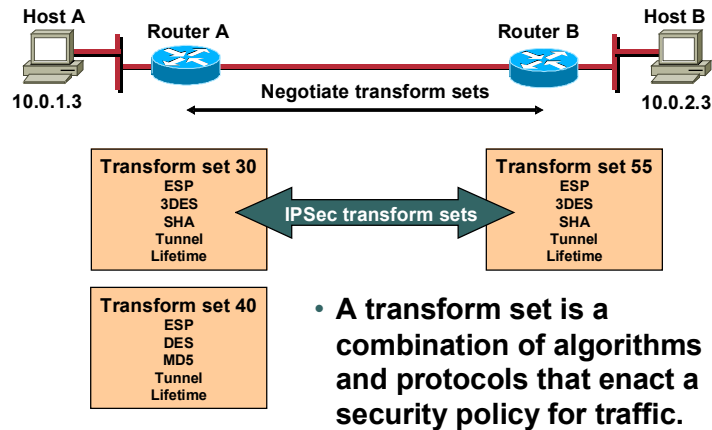 Host A
Router A
Router B
Host B
10.0.1.3
Negotiate transform sets
10.0.2.3
Transform set 30
ESP
3DES
SHA
Tunnel
Lifetime
IPSec transform sets
Transform set 55
ESP
3DES
SHA
Tunnel
Lifetime
Transform set 40
ESP
DES
MD5
Tunnel
Lifetime
• A transform set is a
combination of algorithms
and protocols that enact a
security policy for traffic.